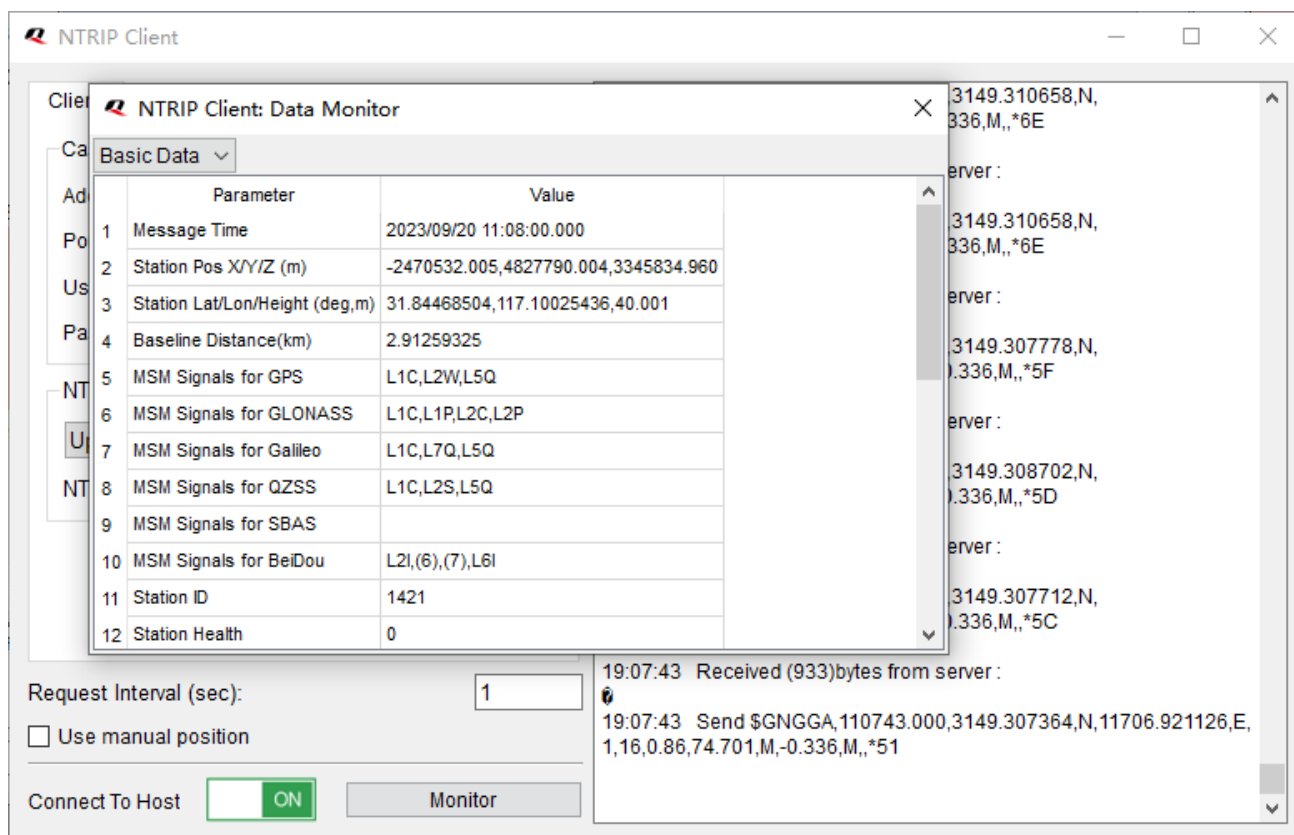 NTRIP Client
NTRIP Client: Data Monitor
Basic Data
Parameter Value
1 Message Time 2023/09/20 11:08:00.000
2 Station Pos X/Y/Z (m) -2470532.005,4827790.004,3345834.960
3 Station Lat/Lon/Height (deg,m) 31.84468504,117.10025436,40.001
4 Baseline Distance(km) 2.91259325
5 MSM Signals for GPS L1C,L2W,L5Q
6 MSM Signals for GLONASS L1C,L1P,L2C,L2P
7 MSM Signals for Galileo L1C,L7Q,L5Q
8 MSM Signals for QZSS L1C,L2S,L5Q
9 MSM Signals for SBAS
10 MSM Signals for BeiDou L2I,(6),(7),L6I
11 Station ID 1421
12 Station Health 0
Request Interval (sec): 1
Use manual position
Connect To Host ON Monitor
,3149.310658,N,
336,M,,*6E
erver :
,3149.310658,N,
336,M,,*6E
erver :
,3149.307778,N,
.336,M,,*5F
erver :
,3149.308702,N,
.336,M,,*5D
erver :
,3149.307712,N,
.336,M,,*5C
19:07:43 Received (933)bytes from server :
�
19:07:43 Send $GNGGA,110743.000,3149.307364,N,11706.921126,E,
1,16,0.86,74.701,M,-0.336,M,,*51